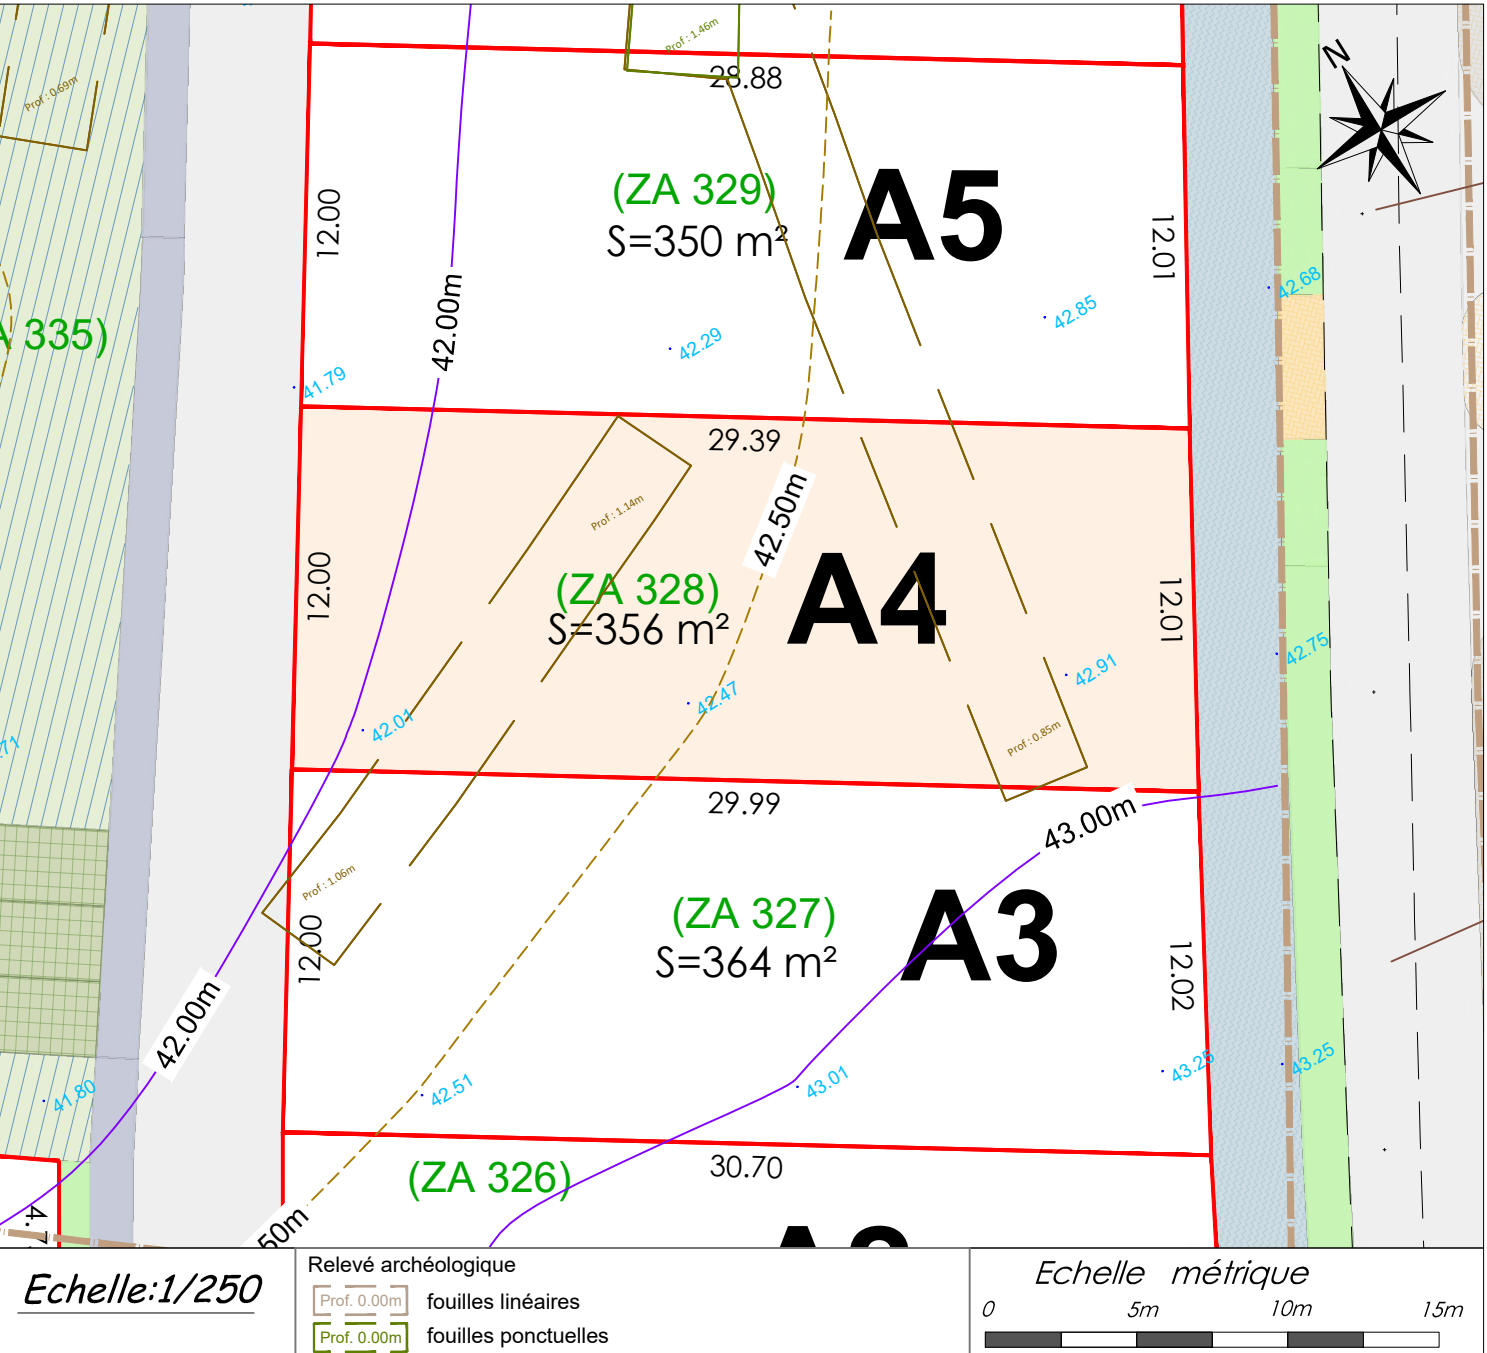 Prof : 1.46m
Prof : 0.69m
28.88
N
(ZA 329)
S=350 m²
A5
12.00
12.01
42.00m
42.68
42.85
42.29
41.79
A 335)
29.39
42.50m
Prof : 1.14m
(ZA 328)
S=356 m²
A4
12.00
12.01
42.75
42.91
42.47
42.01
71
Prof : 0.85m
29.99
43.00m
Prof : 1.06m
(ZA 327)
S=364 m²
A3
12.00
12.02
42.00m
43.25
43.25
43.01
42.51
41.80
30.70
(ZA 326)
50m
4.7
Echelle:1/250
Relevé archéologique
Prof. 0.00m fouilles linéaires
Prof. 0.00m fouilles ponctuelles
Echelle métrique
0 5m 10m 15m